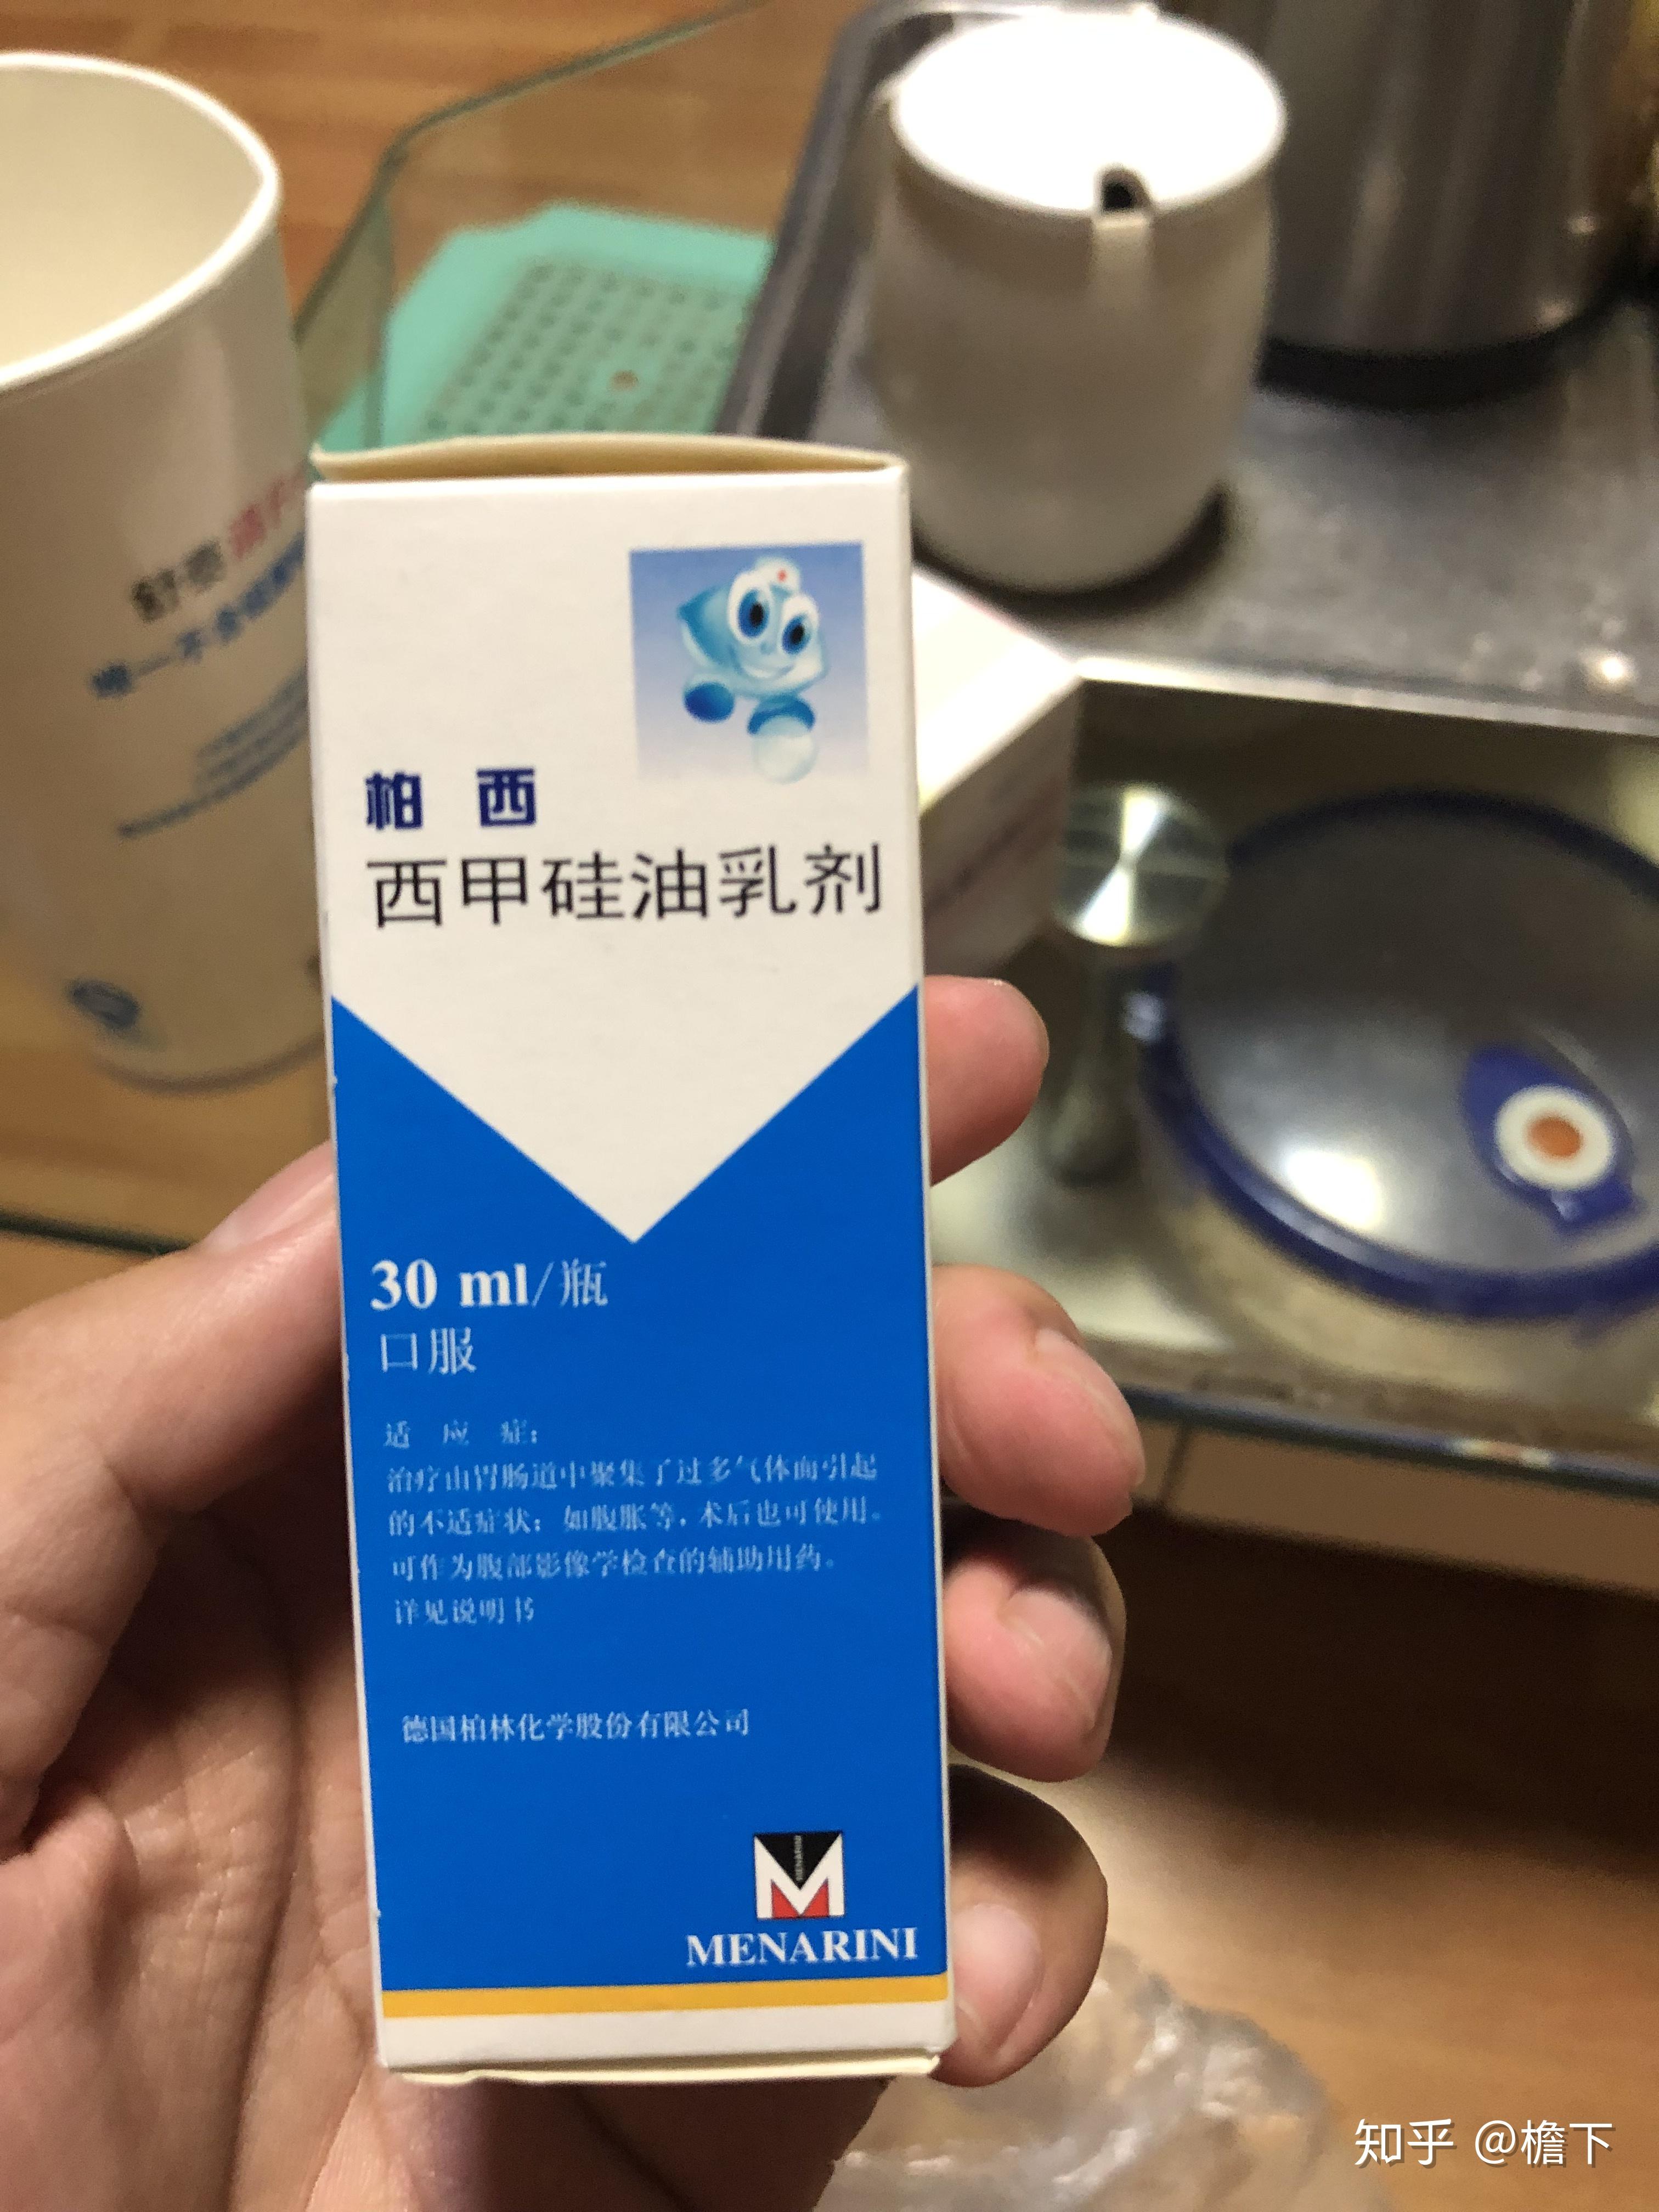 柏 西
西甲硅油乳剂
30 ml/瓶
口服
适 应 症：
治疗由胃肠道中聚集了过多气体而引起
的不适症状：如腹胀等，术后也可使用。
可作为腹部影像学检查的辅助用药。
详见说明书
德国柏林化学股份有限公司
MENARINI
MENARINI
知乎 @檐下